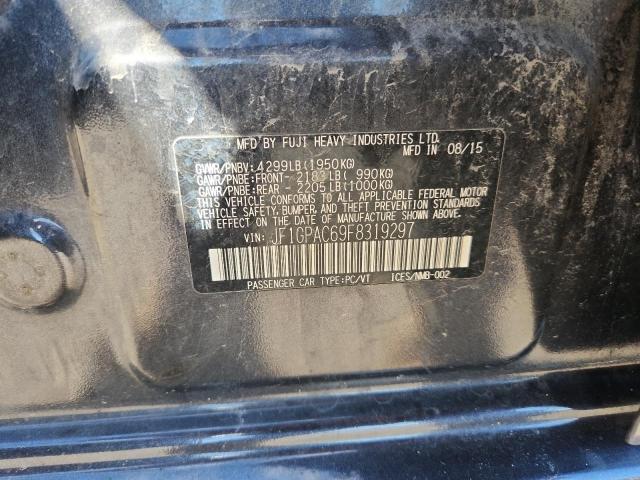 MFD BY FUJI HEAVY INDUSTRIES LTD.
MFD IN 08/15
GVWR/PNBV: 4299LB(1950KG)
GAWR/PNBE:FRONT- 2183LB( 990KG)
GAWR/PNBE:REAR - 2205LB(1000KG)
THIS VEHICLE CONFORMS TO ALL APPLICABLE FEDERAL MOTOR
VEHICLE SAFETY, BUMPER, AND THEFT PREVENTION STANDARDS
IN EFFECT ON THE DATE OF MANUFACTURE SHOWN ABOVE.
VIN: JF1GPAC69F8319297
PASSENGER CAR TYPE:PC/VT ICES/NMB-002